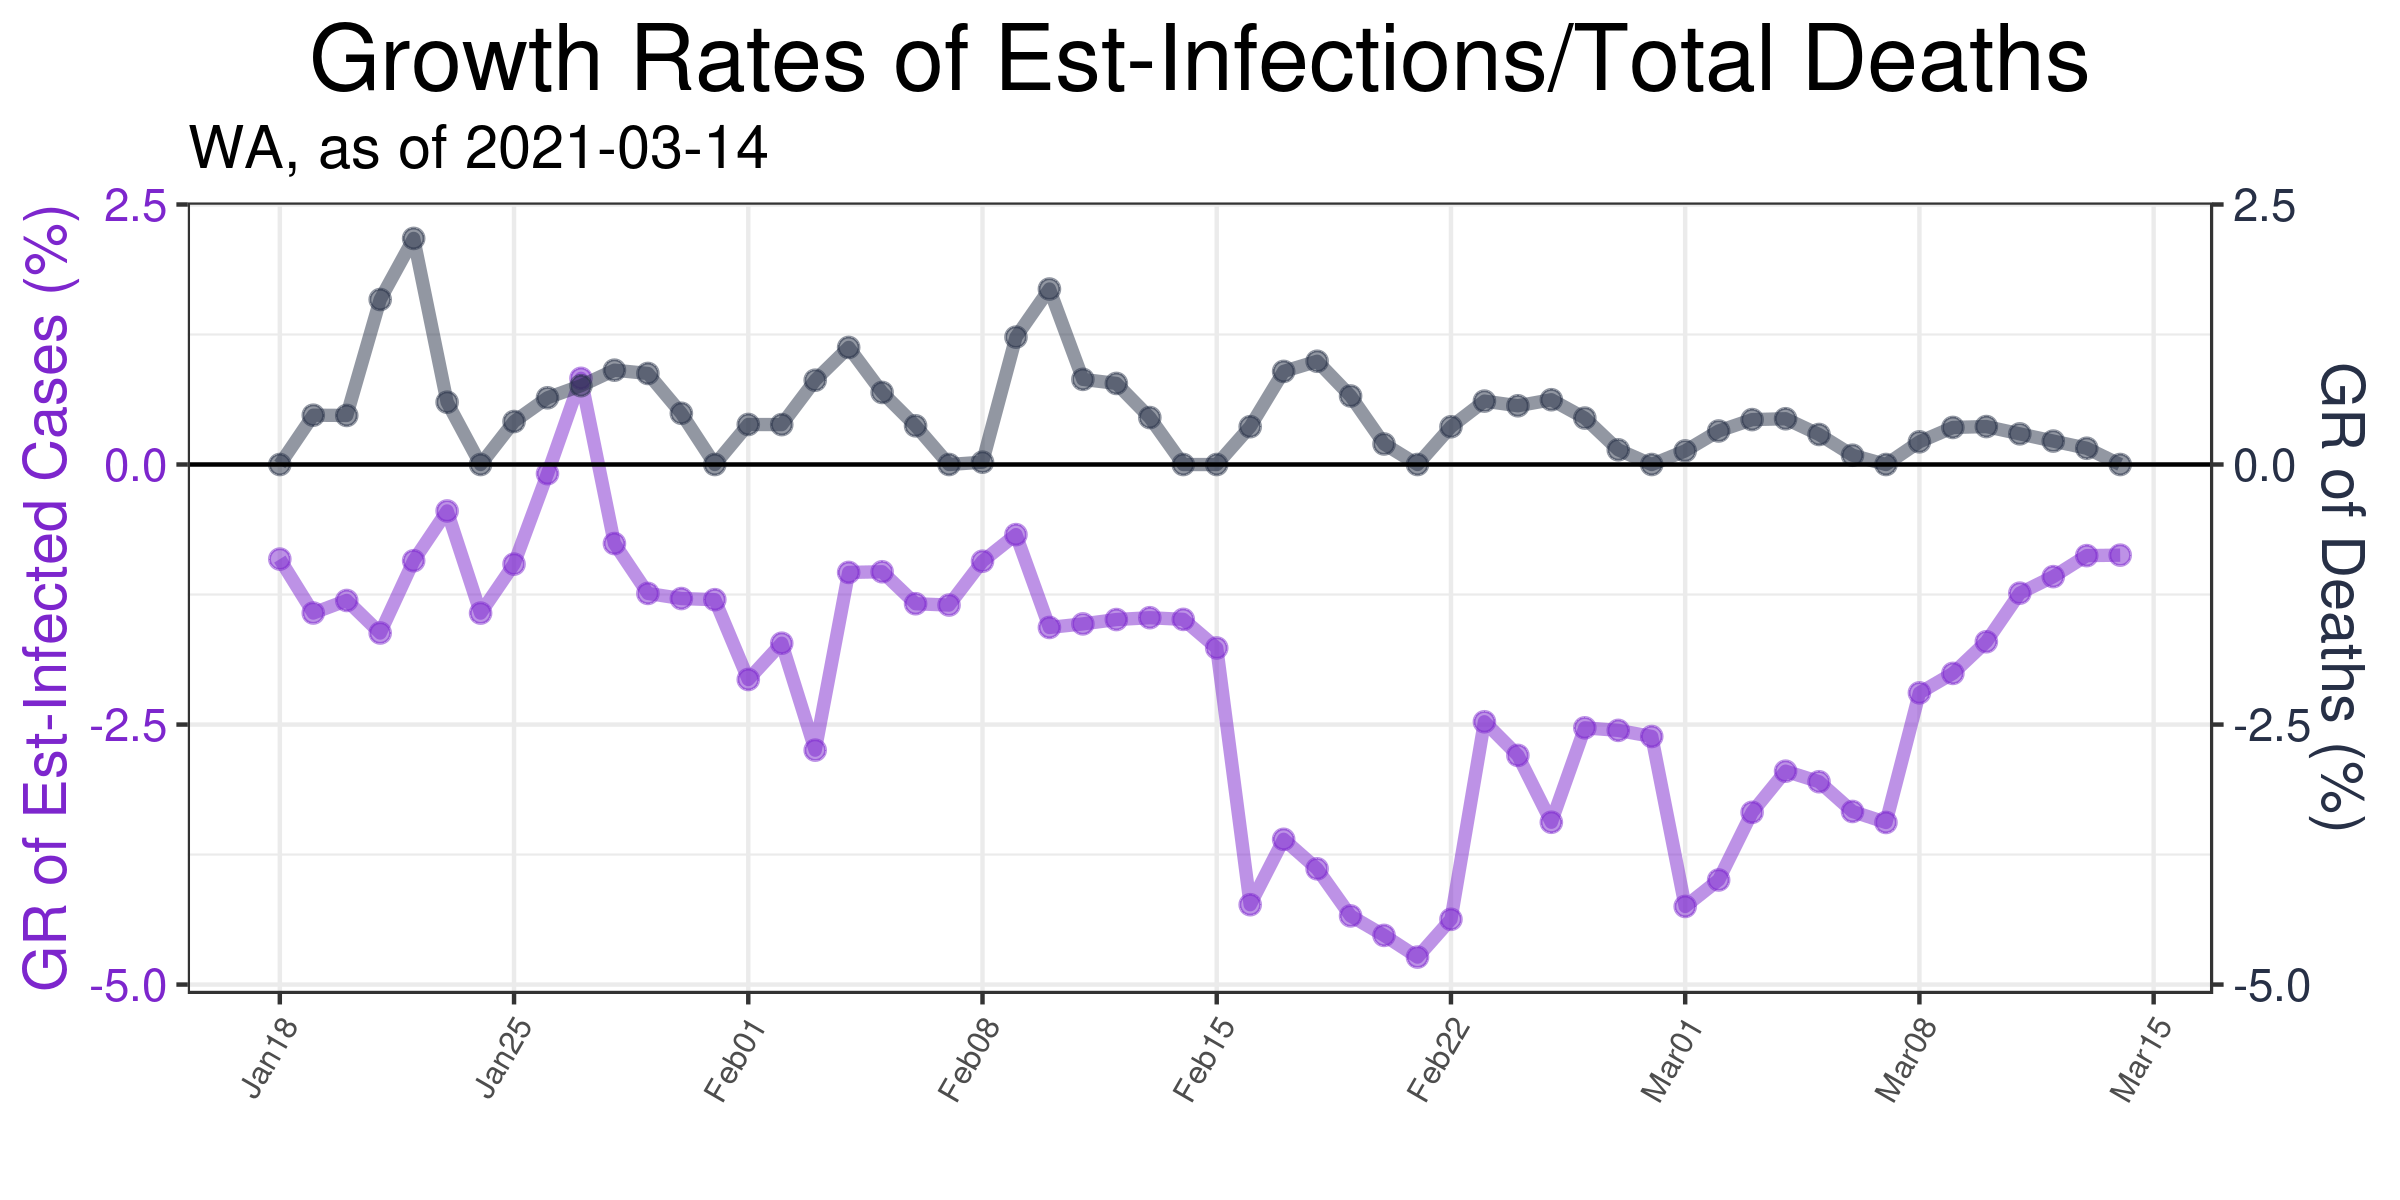 Growth Rates of Est-Infections/Total Deaths
WA, as of 2021-03-14
GR of Est-Infected Cases (%)
2.5
0.0
-2.5
-5.0
2.5
0.0
-2.5
-5.0
GR of Deaths (%)
Jan18
Jan25
Feb01
Feb08
Feb15
Feb22
Mar01
Mar08
Mar15